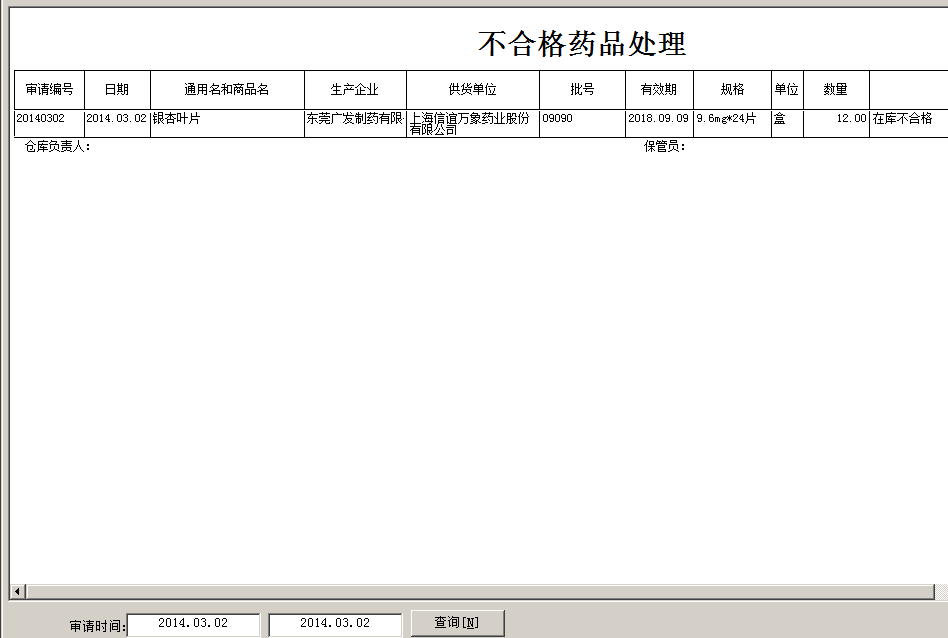 不合格药品处理
审请编号 日期 通用名和商品名 生产企业 供货单位 批号 有效期 规格 单位 数量
20140302 2014.03.02 银杏叶片 东莞广发制药有限 上海信谊万象药业股份 09090 2018.09.09 9.6mg*24片 盒 12.00 在库不合格
有限公司
仓库负责人： 保管员：
审请时间: 2014.03.02 2014.03.02 查询[N]